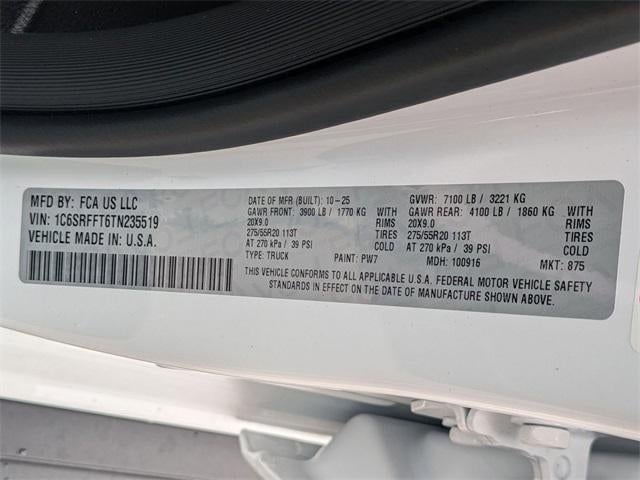 MFD BY: FCA US LLC
VIN: 1C6SRFFT6TN235519
VEHICLE MADE IN U.S.A.
DATE OF MFR (BUILT): 10-25
GAWR FRONT: 3900 LB / 1770 KG WITH
20X9.0 RIMS
275/55R20 113T TIRES
AT 270 kPa / 39 PSI COLD
TYPE: TRUCK PAINT: PW7
GVWR: 7100 LB / 3221 KG
GAWR REAR: 4100 LB / 1860 KG WITH
20X9.0 RIMS
275/55R20 113T TIRES
AT 270 kPa / 39 PSI COLD
MDH: 100916 MKT: 875
THIS VEHICLE CONFORMS TO ALL APPLICABLE U.S.A. FEDERAL MOTOR VEHICLE SAFETY
STANDARDS IN EFFECT ON THE DATE OF MANUFACTURE SHOWN ABOVE.